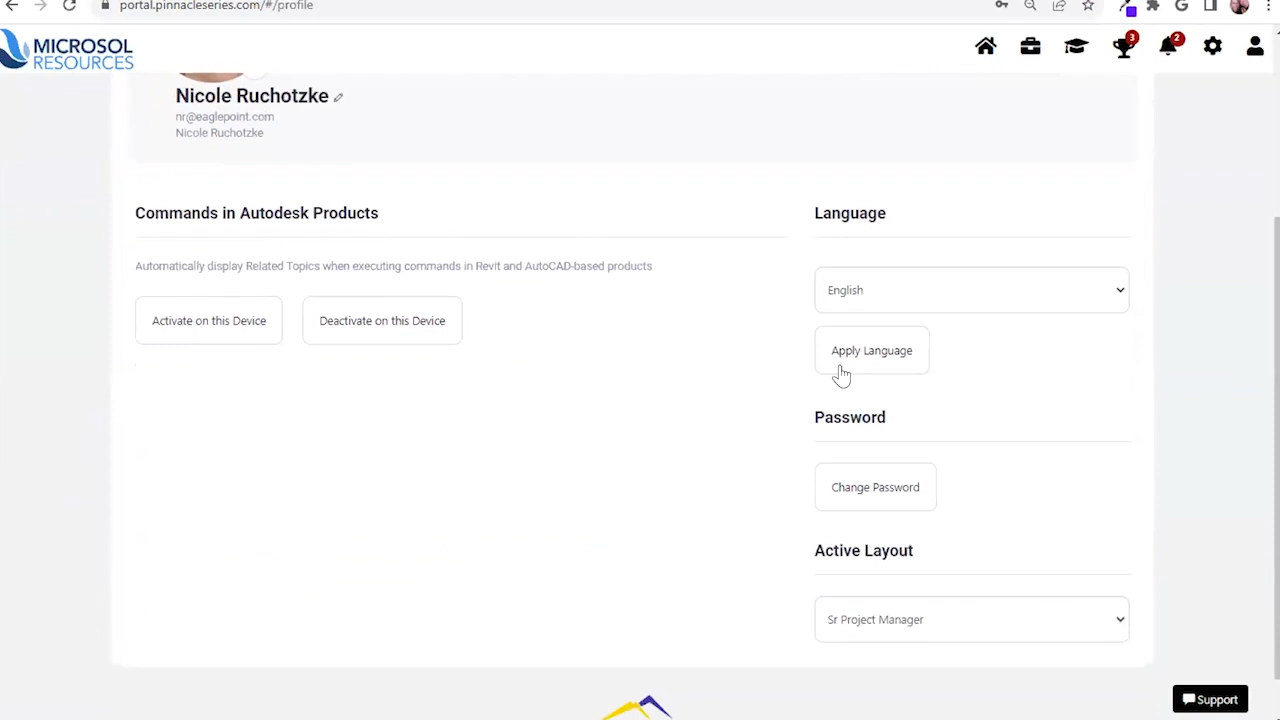 portal.pinnacleseries.com/#/profile
MICROSOL
RESOURCES
3
2
Nicole Ruchotzke
nr@eaglepoint.com
Nicole Ruchotzke
Commands in Autodesk Products
Automatically display Related Topics when executing commands in Revit and AutoCAD-based products
Activate on this Device
Deactivate on this Device
Language
English
Apply Language
Password
Change Password
Active Layout
Sr Project Manager
Support